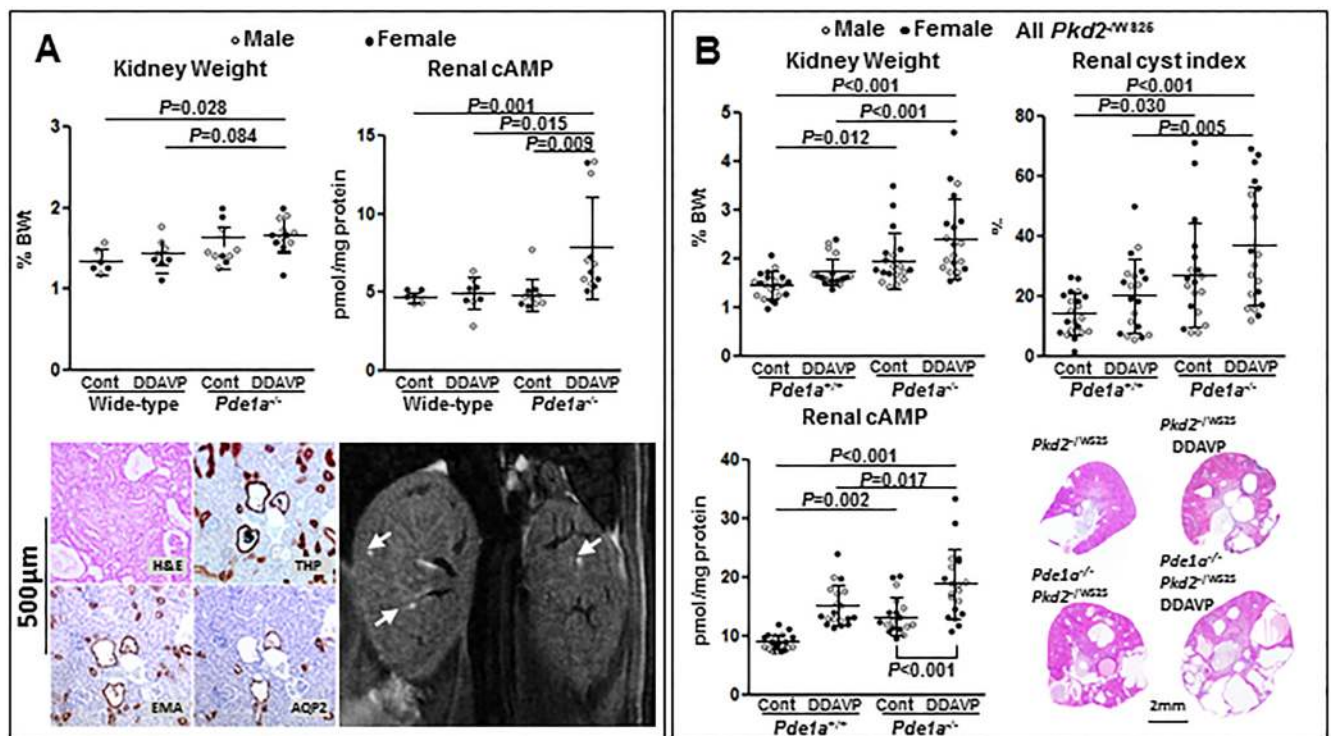 A
◇ Male ● Female
Kidney Weight
Renal cAMP
P=0.028
P=0.084
P=0.001
P=0.015
P=0.009
% BWt
3
2
1
0
pmol/mg protein
15
10
5
0
Cont DDAVP Cont DDAVP
Wide-type Pde1a-/-
Cont DDAVP Cont DDAVP
Wide-type Pde1a-/-
500µm
H&E
THP
EMA
AQP2
B
◇ Male ● Female All Pkd2-/WS25
Kidney Weight
Renal cyst index
P<0.001
P<0.001
P=0.012
P<0.001
P=0.030
P=0.005
% BWt
5
4
3
2
1
0
%
80
60
40
20
0
Cont DDAVP Cont DDAVP
Pde1a+/+ Pde1a-/-
Cont DDAVP Cont DDAVP
Pde1a+/+ Pde1a-/-
Renal cAMP
P<0.001
P=0.017
P=0.002
P<0.001
pmol/mg protein
40
30
20
10
0
Cont DDAVP Cont DDAVP
Pde1a+/+ Pde1a-/-
Pkd2-/WS25
Pkd2-/WS25
DDAVP
Pde1a-/-
Pkd2-/WS25
Pde1a-/-
Pkd2-/WS25
DDAVP
2mm